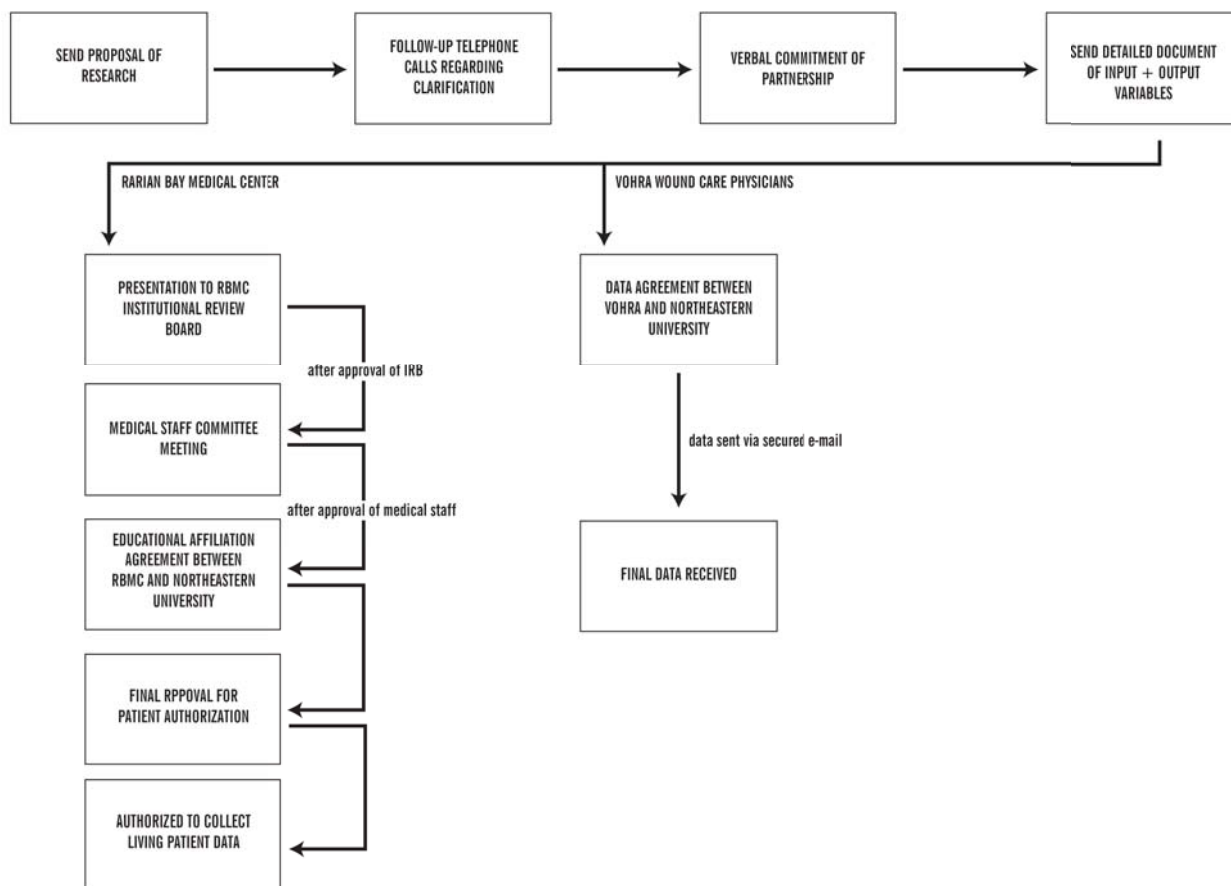 SEND PROPOSAL OF
RESEARCH
FOLLOW-UP TELEPHONE
CALLS REGARDING
CLARIFICATION
VERBAL COMMITMENT OF
PARTNERSHIP
SEND DETAILED DOCUMENT
OF INPUT + OUTPUT
VARIABLES
RARIAN BAY MEDICAL CENTER
VOHRA WOUND CARE PHYSICIANS
PRESENTATION TO RBMC
INSTITUTIONAL REVIEW
BOARD
after approval of IRB
MEDICAL STAFF COMMITTEE
MEETING
after approval of medical staff
EDUCATIONAL AFFILIATION
AGREEMENT BETWEEN
RBMC AND NORTHEASTERN
UNIVERSITY
FINAL RPPOVAL FOR
PATIENT AUTHORIZATION
AUTHORIZED TO COLLECT
LIVING PATIENT DATA
DATA AGREEMENT BETWEEN
VOHRA AND NORTHEASTERN
UNIVERSITY
data sent via secured e-mail
FINAL DATA RECEIVED